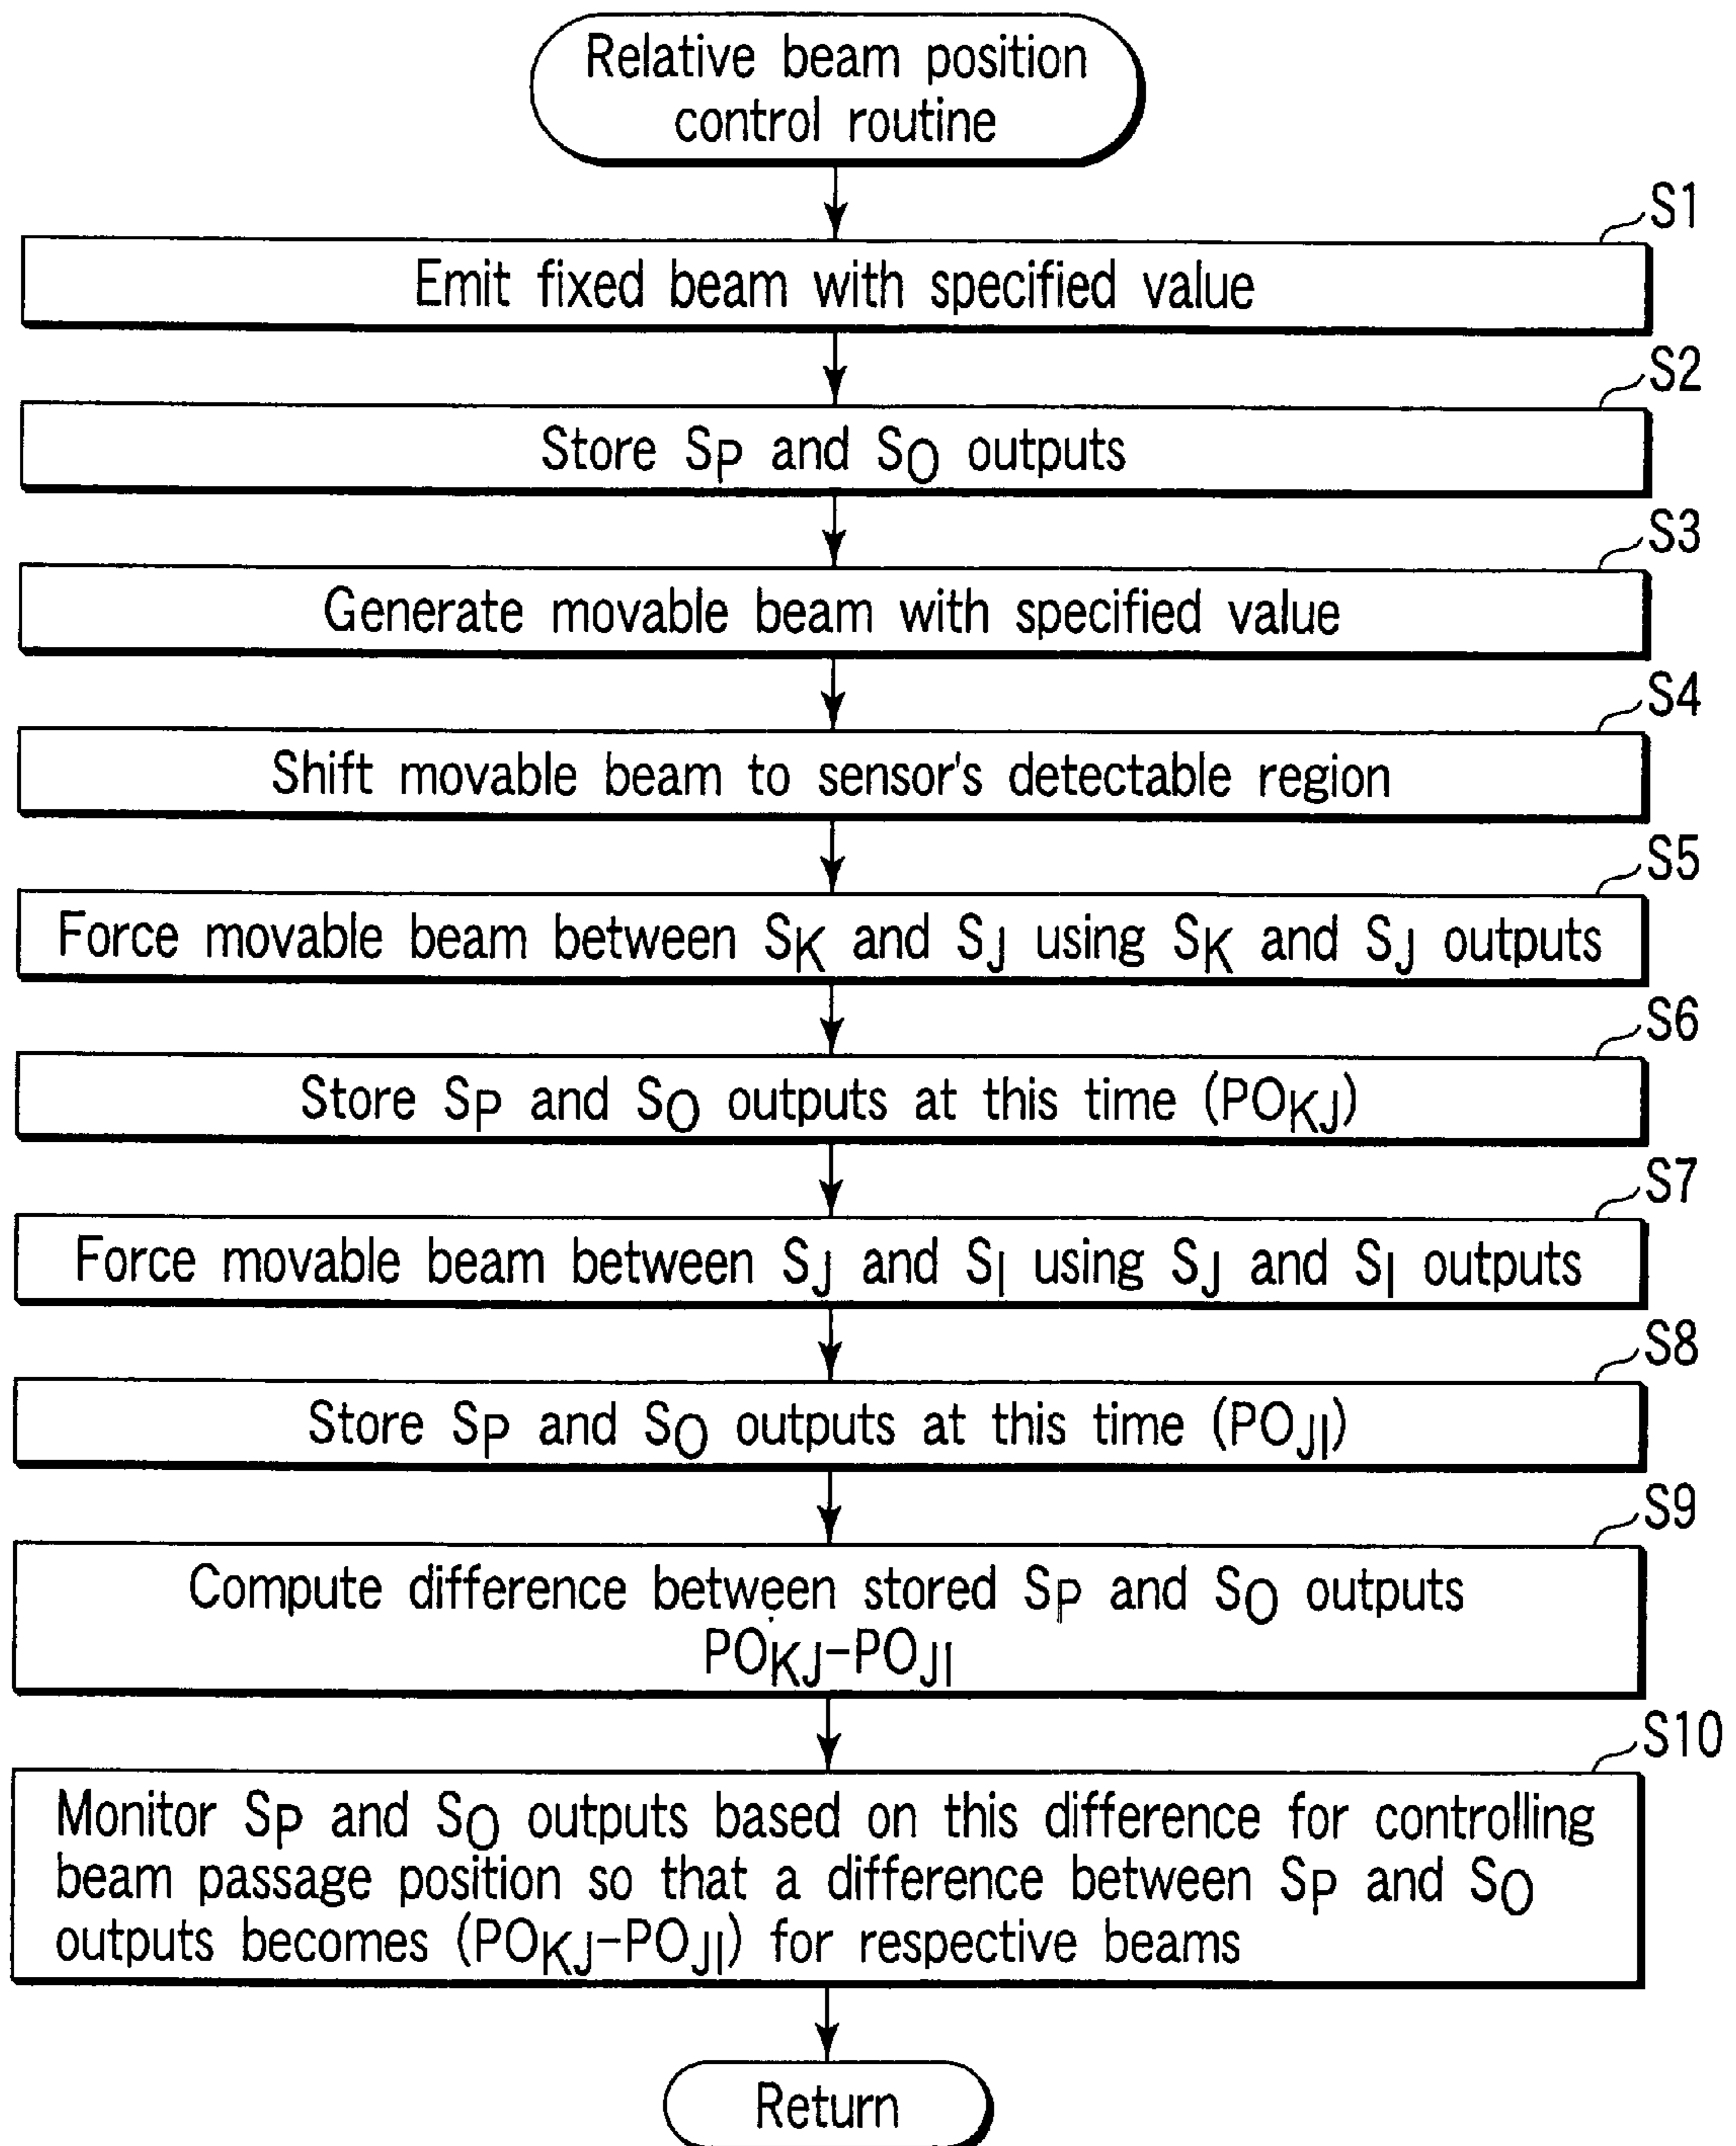 Relative beam position
control routine
S1
Emit fixed beam with specified value
S2
Store SP and SO outputs
S3
Generate movable beam with specified value
S4
Shift movable beam to sensor's detectable region
S5
Force movable beam between SK and SJ using SK and SJ outputs
S6
Store SP and SO outputs at this time (POKJ)
S7
Force movable beam between SJ and SI using SJ and SI outputs
S8
Store SP and SO outputs at this time (POJI)
S9
Compute difference between stored SP and SO outputs
POKJ-POJI
S10
Monitor SP and SO outputs based on this difference for controlling
beam passage position so that a difference between SP and SO
outputs becomes (POKJ-POJI) for respective beams
Return